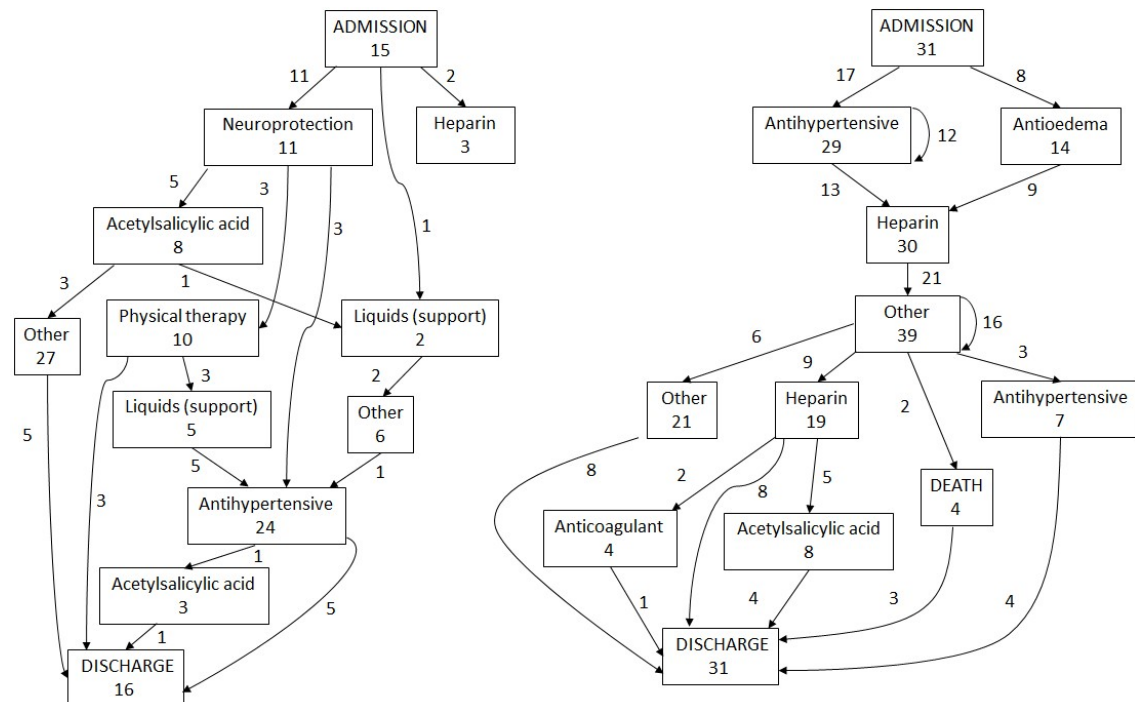 ADMISSION
15
11
2
Neuroprotection
11
Heparin
3
5
3
3
1
Acetylsalicylic acid
8
3
1
Other
27
Physical therapy
10
Liquids (support)
2
3
2
Liquids (support)
5
Other
6
5
3
5
1
Antihypertensive
24
1
5
Acetylsalicylic acid
3
1
DISCHARGE
16
ADMISSION
31
17
8
Antihypertensive
29
12
Antioedema
14
13
9
Heparin
30
21
Other
39
16
6
9
2
3
Other
21
Heparin
19
Antihypertensive
7
8
2
8
5
DEATH
4
Anticoagulant
4
Acetylsalicylic acid
8
1
4
3
4
DISCHARGE
31